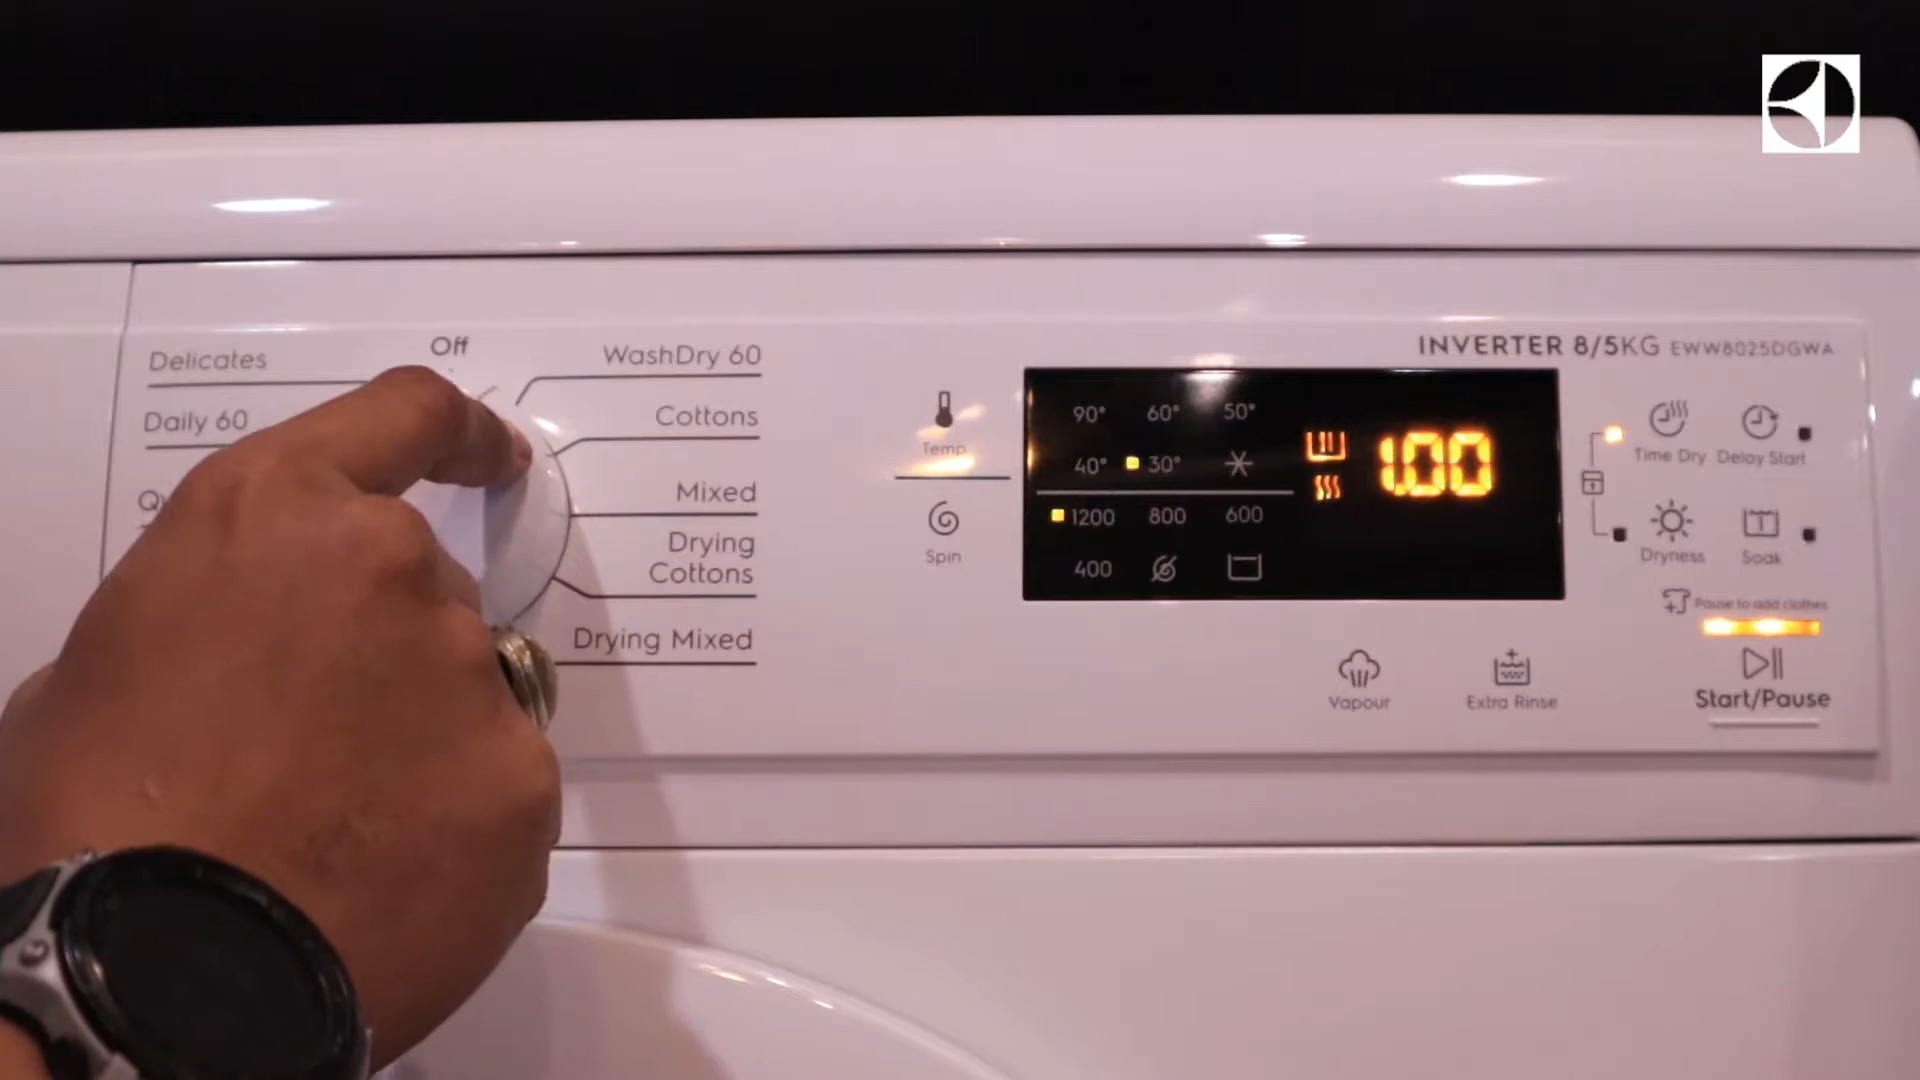 Off
Delicates
Daily 60
WashDry 60
Cottons
Mixed
Drying
Cottons
Drying Mixed
Temp
Spin
90° 60° 50°
40° 30°
1200 800 600
400
1.00
INVERTER 8/5KG EWW8025DGWA
Time Dry
Delay Start
Dryness
Soak
Pause to add clothes
Start/Pause
Vapour
Extra Rinse